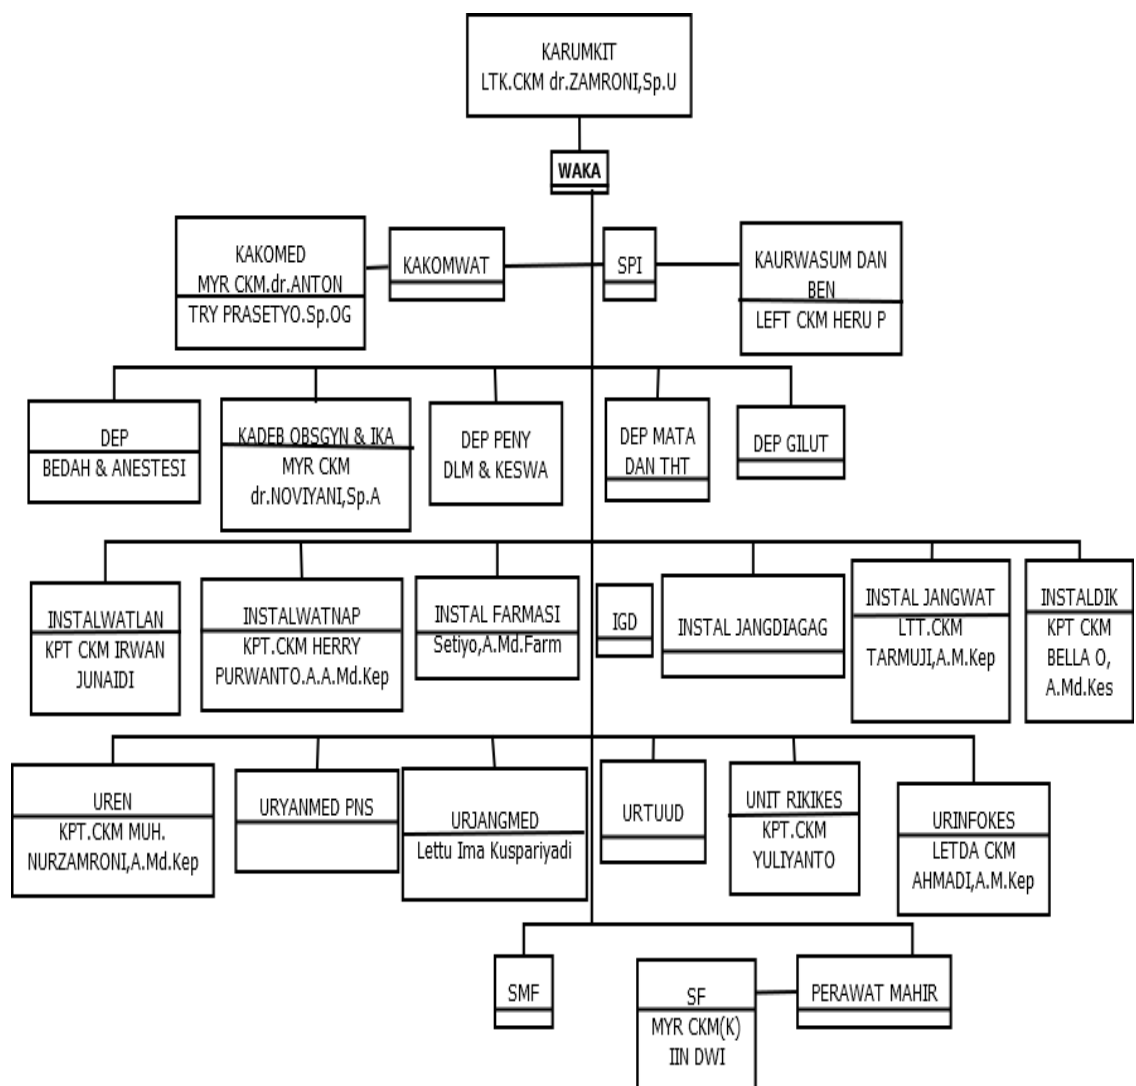 KARUMKIT
LTK.CKM dr.ZAMRONI,Sp.U
WAKA
KAKOMED
MYR CKM.dr.ANTON
TRY PRASETYO.Sp.OG
KAKOMWAT
SPI
KAURWASUM DAN
BEN
LEFT CKM HERU P
DEP
BEDAH & ANESTESI
KADEB OBSGYN & IKA
MYR CKM
dr.NOVIYANI,Sp.A
DEP PENY
DLM & KESWA
DEP MATA
DAN THT
DEP GILUT
INSTALWATLAN
KPT CKM IRWAN
JUNAIDI
INSTALWATNAP
KPT.CKM HERRY
PURWANTO.A.A.Md.Kep
INSTAL FARMASI
Setiyo,A.Md.Farm
IGD
INSTAL JANGDIAGAG
INSTAL JANGWAT
LTT.CKM
TARMUJI,A.M.Kep
INSTALDIK
KPT CKM
BELLA O,
A.Md.Kes
UREN
KPT.CKM MUH.
NURZAMRONI,A.Md.Kep
URYANMED PNS
URJANGMED
Lettu Ima Kuspariyadi
URTUUD
UNIT RIKIKES
KPT.CKM
YULIYANTO
URINFOKES
LETDA CKM
AHMADI,A.M.Kep
SMF
SF
MYR CKM(K)
IIN DWI
PERAWAT MAHIR